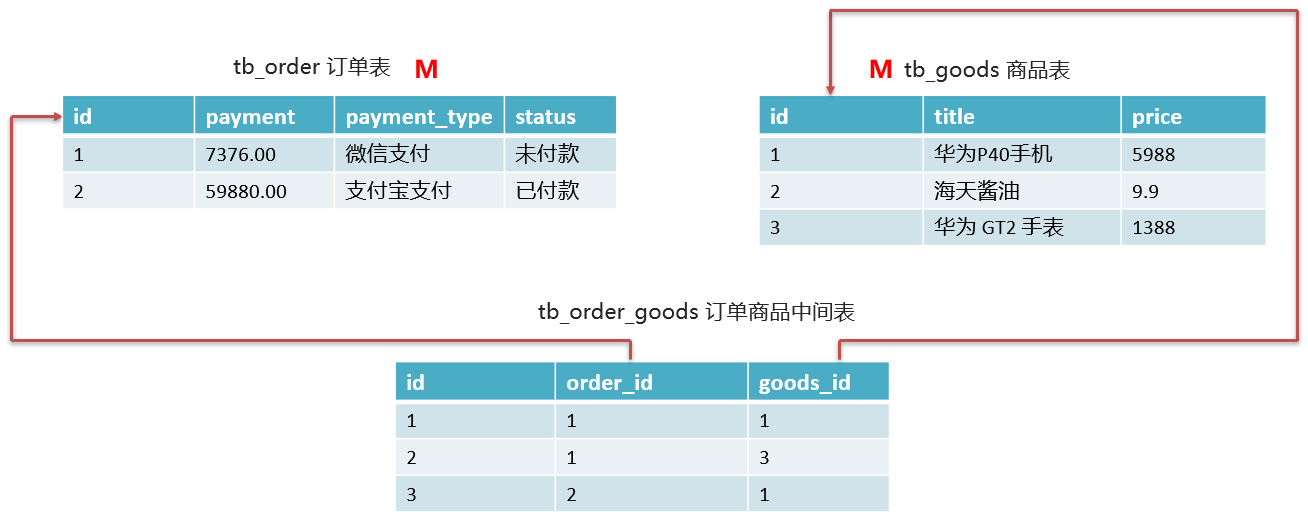 tb_order 订单表 M
id payment payment_type status
1 7376.00 微信支付 未付款
2 59880.00 支付宝支付 已付款
M tb_goods 商品表
id title price
1 华为P40手机 5988
2 海天酱油 9.9
3 华为 GT2 手表 1388
tb_order_goods 订单商品中间表
id order_id goods_id
1 1 1
2 1 3
3 2 1